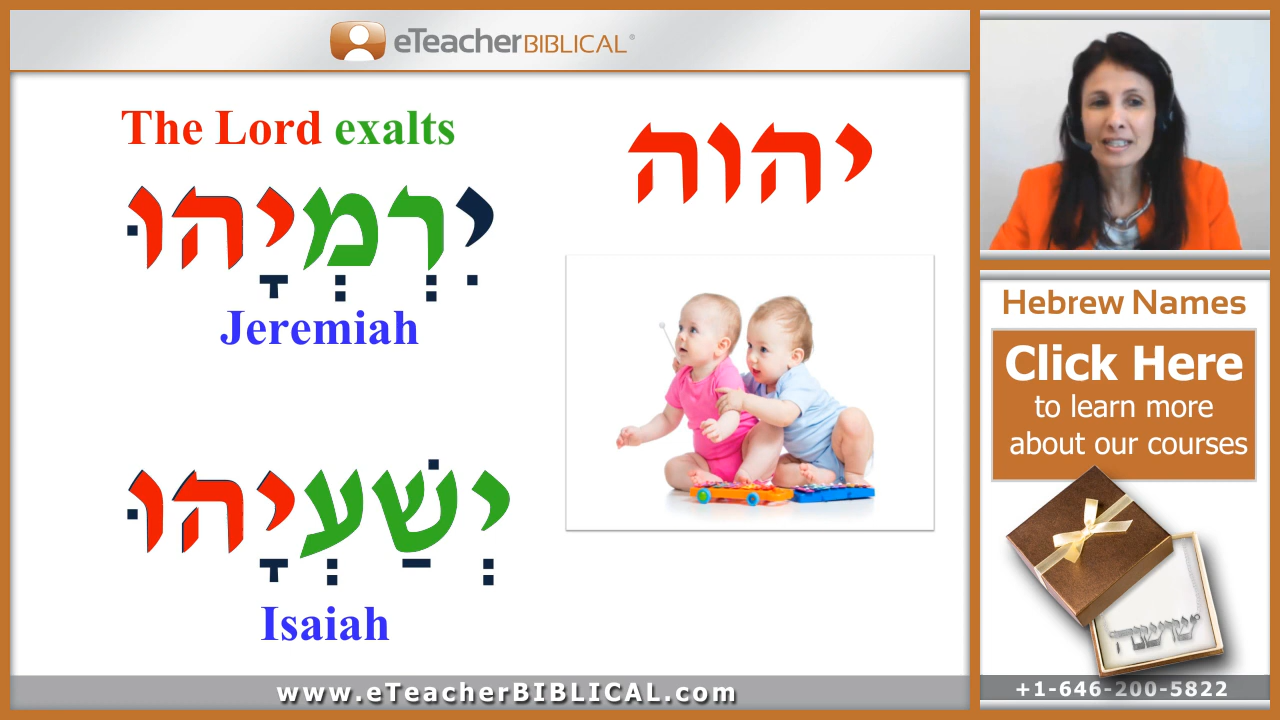 eTeacherBIBLICAL®
The Lord exalts
יִרְמְיָהוּ
Jeremiah
יְשַׁעְיָהוּ
Isaiah
יהוה
www.eTeacherBIBLICAL.com
Hebrew Names
Click Here
to learn more
about our courses
שושנה
+1-646-200-5822